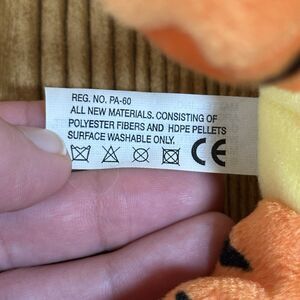 REG. NO. PA-60
ALL NEW MATERIALS. CONSISTING OF
POLYESTER FIBERS AND HDPE PELLETS
SURFACE WASHABLE ONLY.
CE